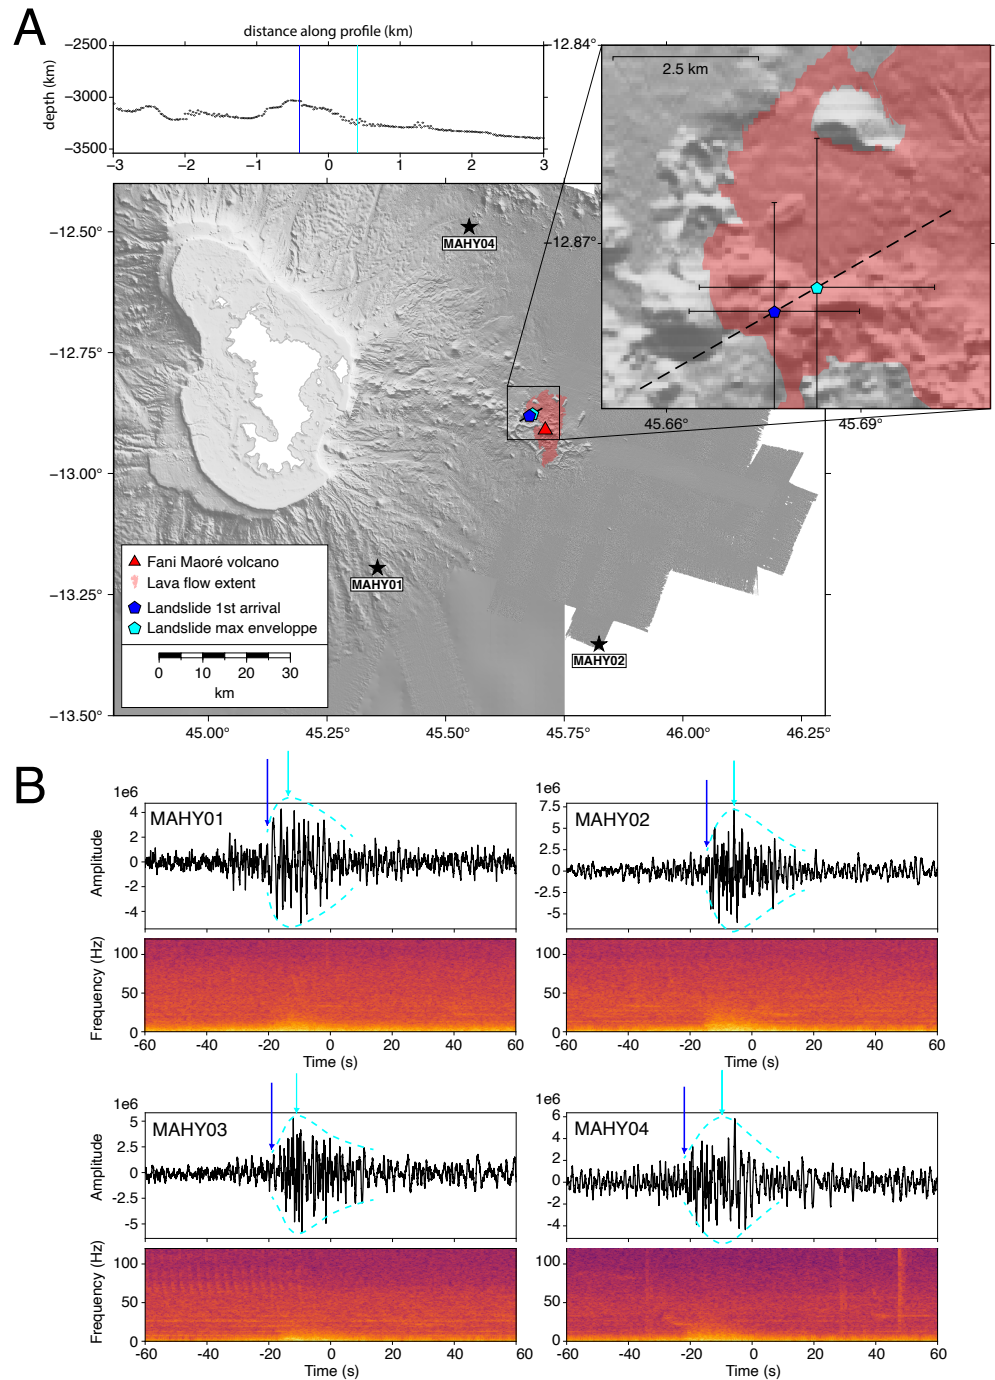 A
distance along profile (km)
depth (km)
−2500
−3000
−3500
−3 −2 −1 0 1 2 3
−12.84°
−12.87°
2.5 km
45.66° 45.69°
−12.50°
−12.75°
−13.00°
−13.25°
−13.50°
MAHY04
MAHY01
MAHY02
Fani Maoré volcano
Lava flow extent
Landslide 1st arrival
Landslide max enveloppe
0 10 20 30
km
45.00° 45.25° 45.50° 45.75° 46.00° 46.25°
B
1e6
MAHY01
Amplitude
4
2
0
-2
-4
Frequency (Hz)
100
50
0
-60 -40 -20 0 20 40 60
Time (s)
1e6
MAHY02
7.5
5
2.5
0
-2.5
-5
100
50
0
-60 -40 -20 0 20 40 60
Time (s)
1e6
MAHY03
Amplitude
5
2.5
0
-2.5
-5
Frequency (Hz)
100
50
0
-60 -40 -20 0 20 40 60
Time (s)
1e6
MAHY04
6
4
2
0
-2
-4
100
50
0
-60 -40 -20 0 20 40 60
Time (s)